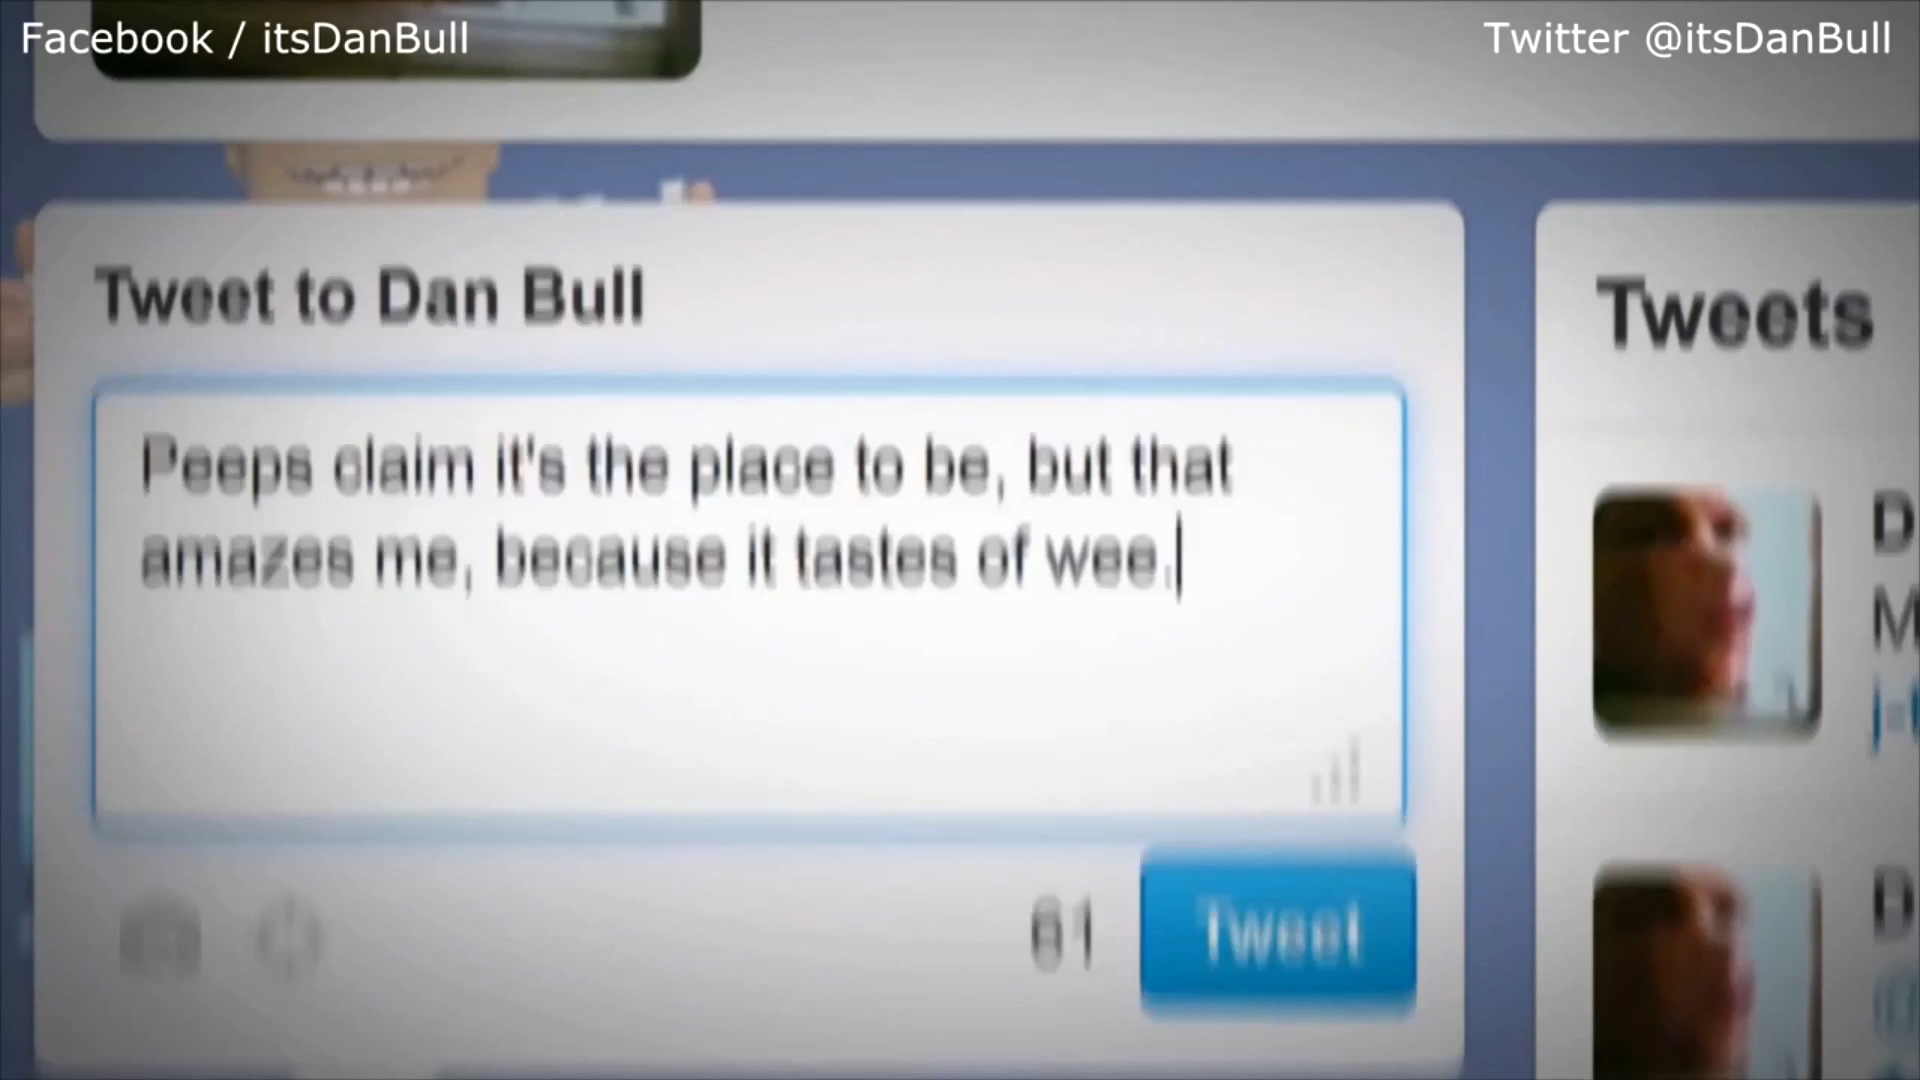 Facebook / itsDanBull
Twitter @itsDanBull
Tweet to Dan Bull
Peeps claim it's the place to be, but that
amazes me, because it tastes of wee.
61
Tweet
Tweets
D
M
D